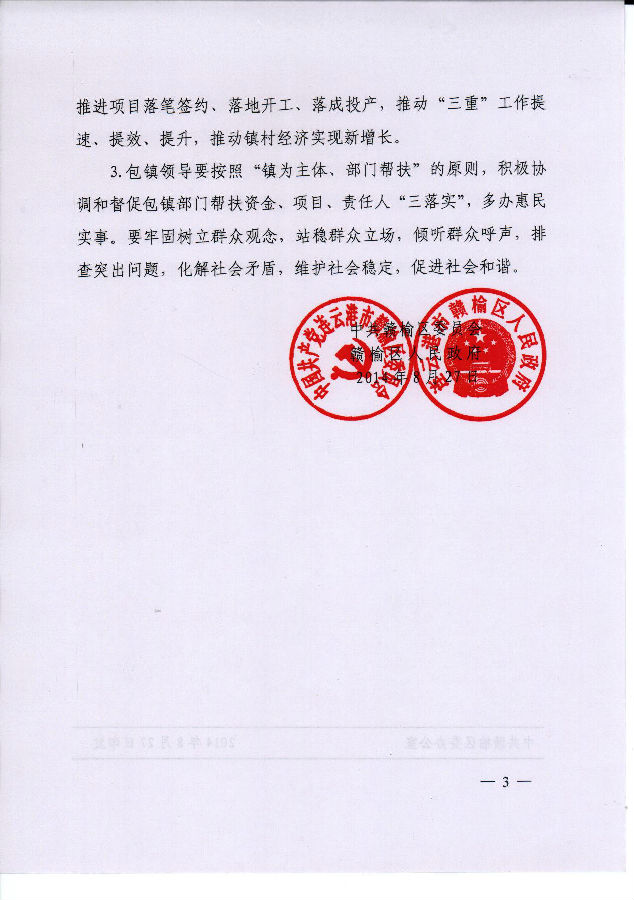 推进项目落笔签约、落地开工、落成投产，推动“三重”工作提
速、提效、提升，推动镇村经济实现新增长。
3.包镇领导要按照“镇为主体、部门帮扶”的原则，积极协
调和督促包镇部门帮扶资金、项目、责任人“三落实”，多办惠民
实事。要牢固树立群众观念，站稳群众立场，倾听群众呼声，排
查突出问题，化解社会矛盾，维护社会稳定，促进社会和谐。
中共赣榆区委员会
赣榆区人民政府
2014年8月27日
中国共产党连云港市赣榆区委员会
连云港市赣榆区人民政府
中共赣榆区委办公室 2014年8月27日印发
— 3 —